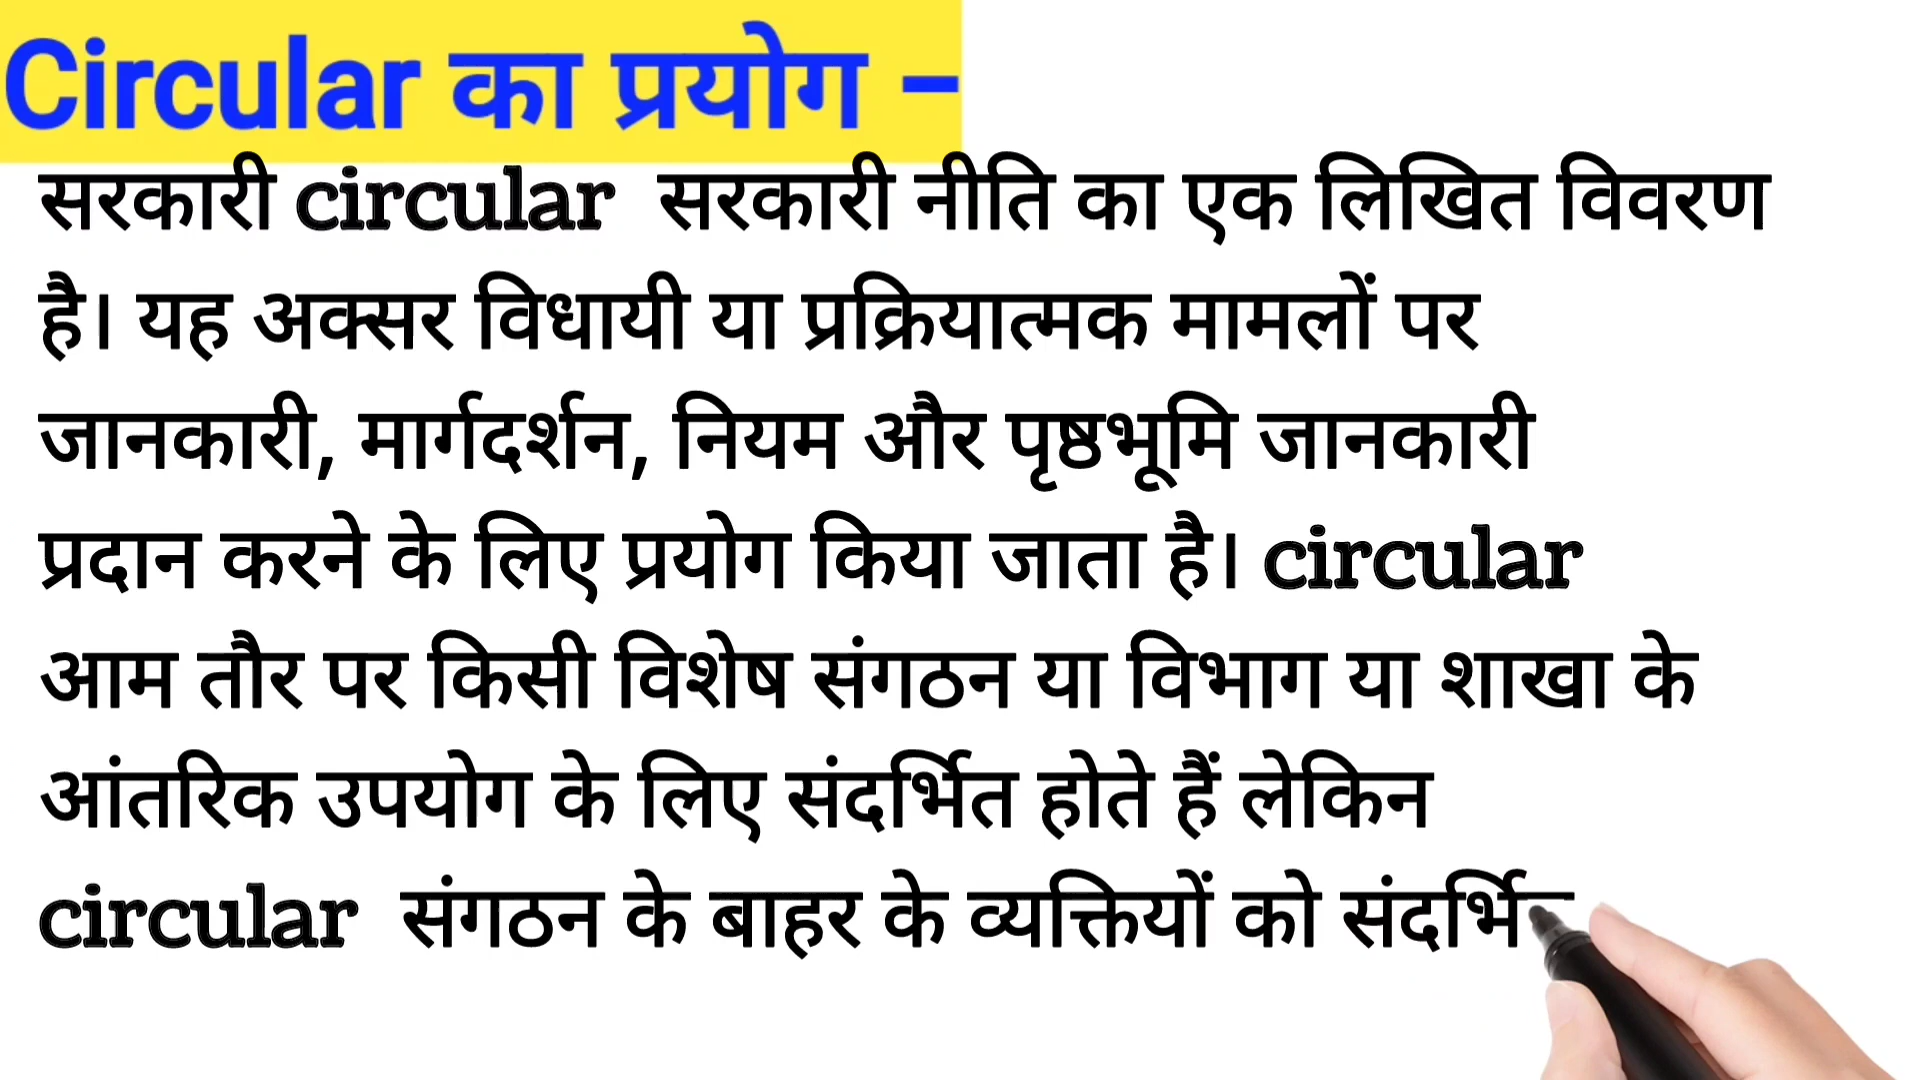 Circular का प्रयोग –
सरकारी circular सरकारी नीति का एक लिखित विवरण
है। यह अक्सर विधायी या प्रक्रियात्मक मामलों पर
जानकारी, मार्गदर्शन, नियम और पृष्ठभूमि जानकारी
प्रदान करने के लिए प्रयोग किया जाता है। circular
आम तौर पर किसी विशेष संगठन या विभाग या शाखा के
आंतरिक उपयोग के लिए संदर्भित होते हैं लेकिन
circular संगठन के बाहर के व्यक्तियों को